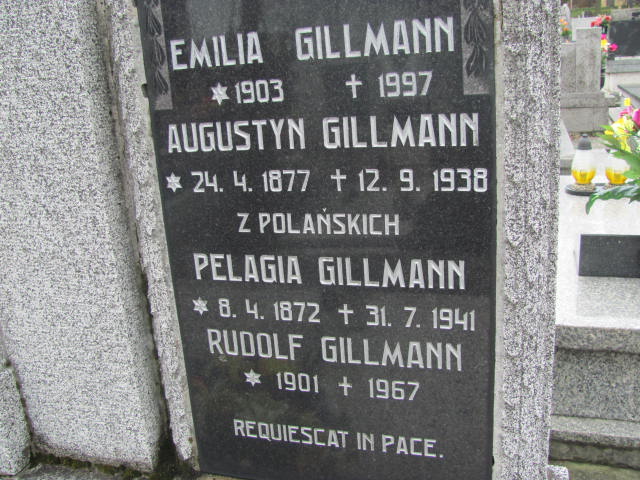 EMILIA GILLMANN
* 1903 † 1997
AUGUSTYN GILLMANN
* 24. 4. 1877 † 12. 9. 1938
Z POLAŃSKICH
PELAGIA GILLMANN
* 8. 4. 1872 † 31. 7. 1941
RUDOLF GILLMANN
* 1901 † 1967
REQUIESCAT IN PACE.